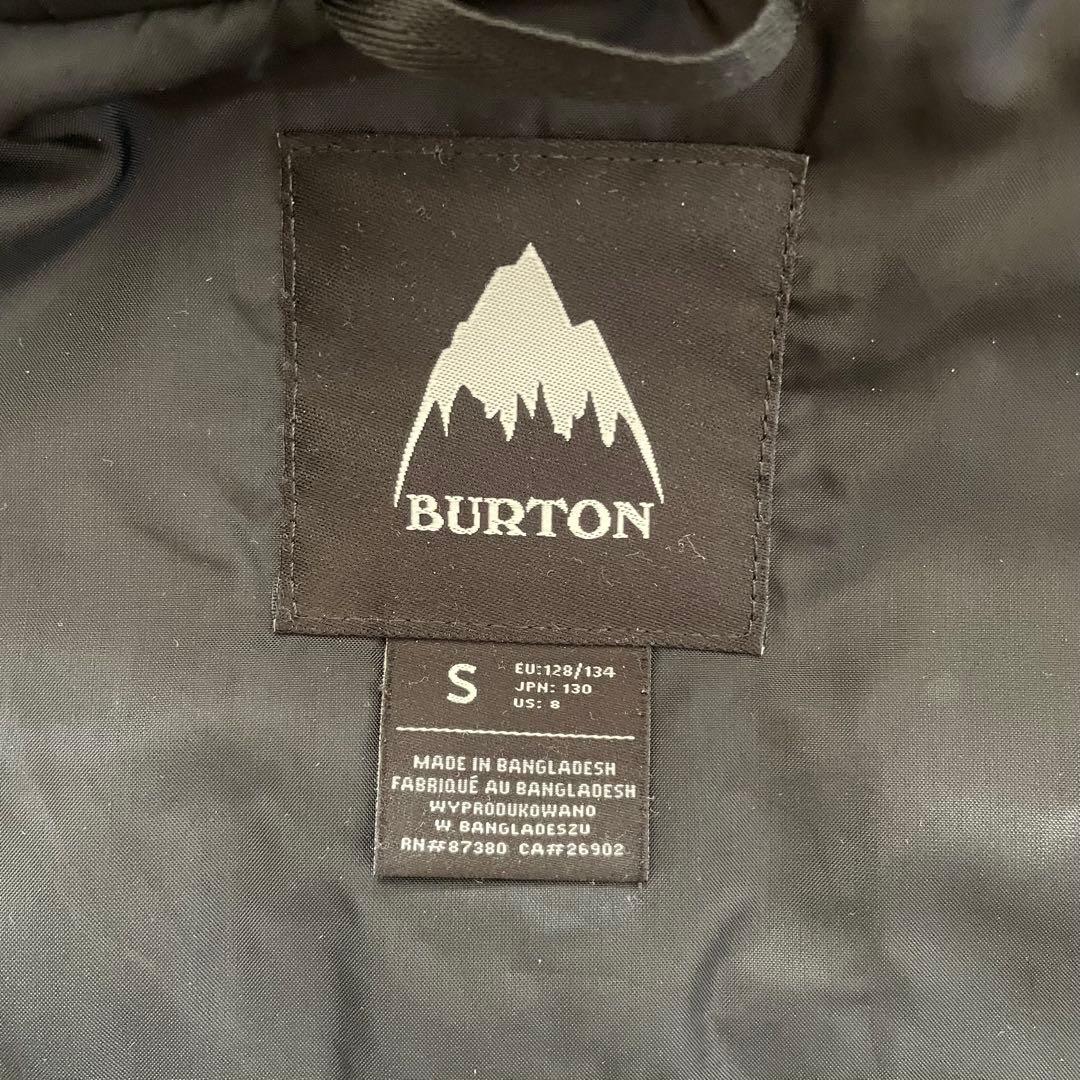 BURTON
S
EU:128/134
JPN: 130
US: 8
MADE IN BANGLADESH
FABRIQUÉ AU BANGLADESH
WYPRODUKOWANO
W BANGLADESZU
RN#87380 CA#26902